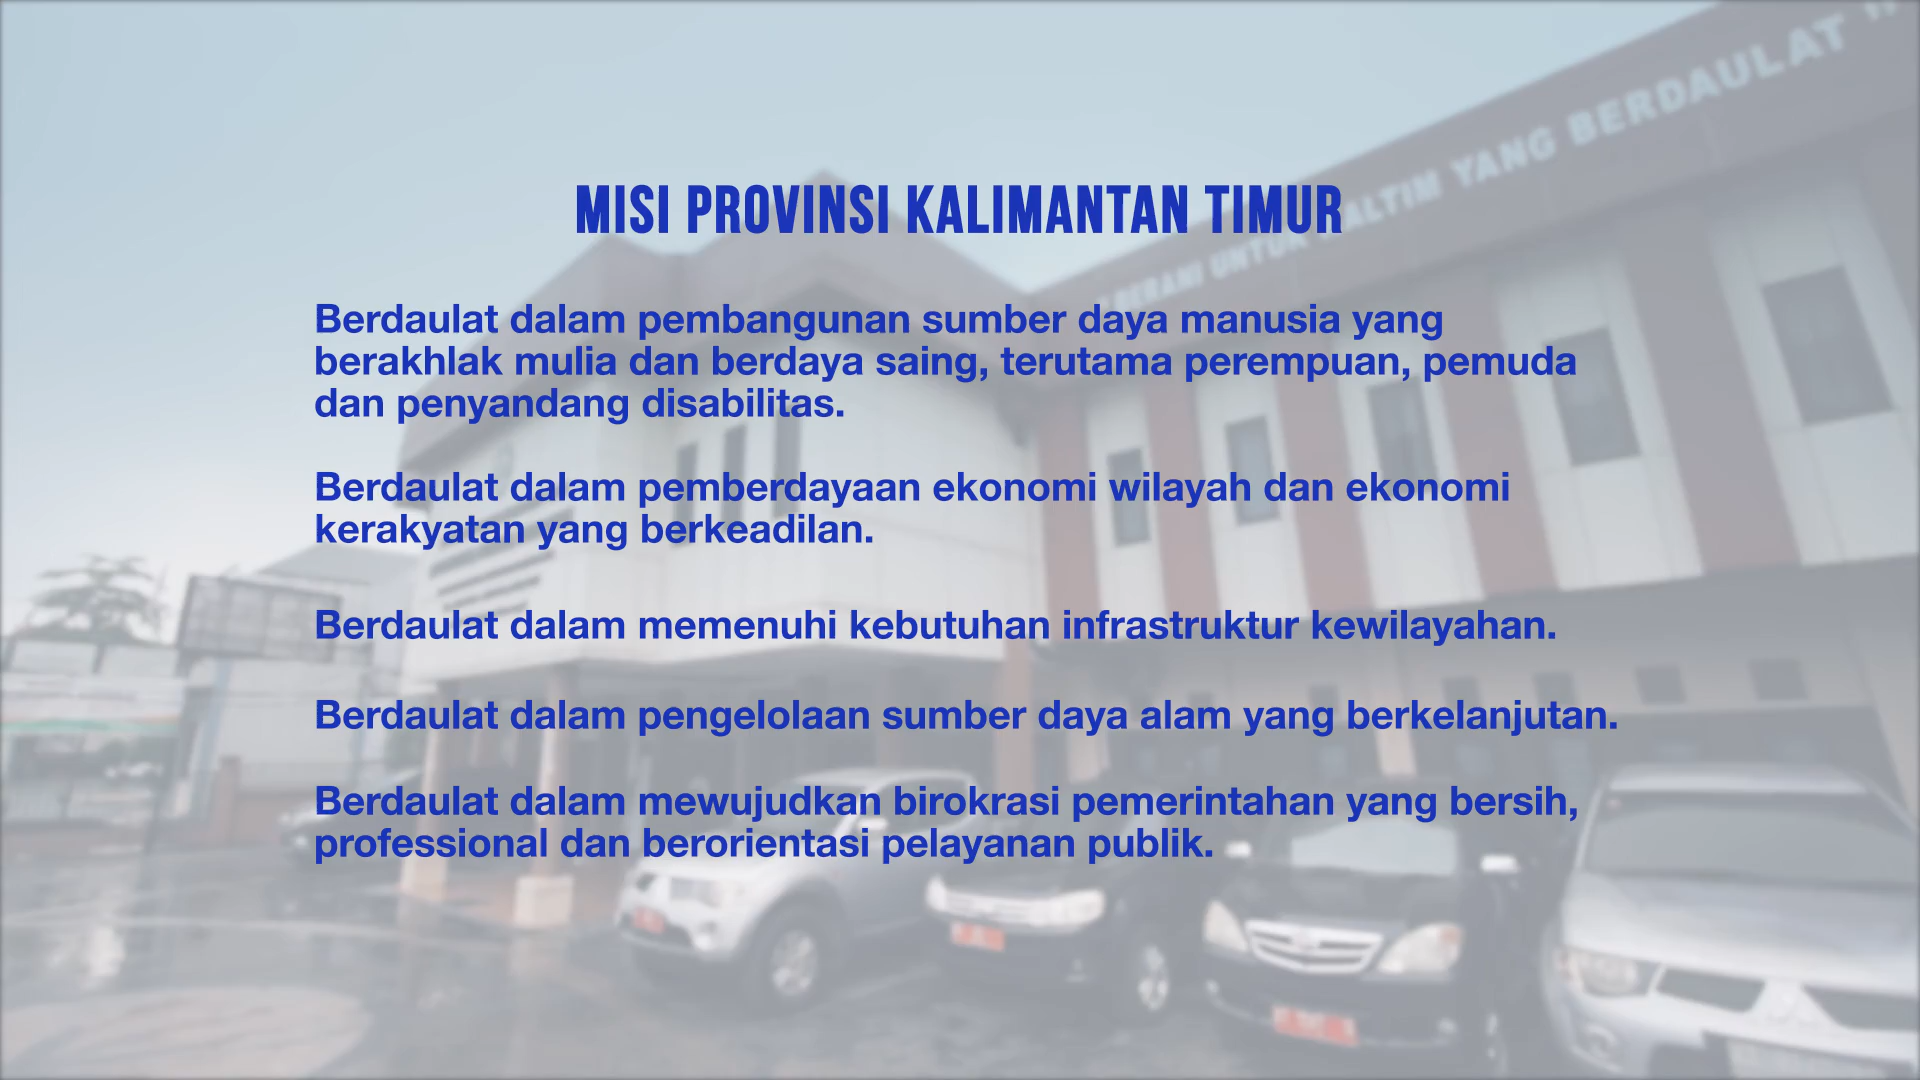 BERANI UNTUK KALTIM YANG BERDAULAT "
MISI PROVINSI KALIMANTAN TIMUR
Berdaulat dalam pembangunan sumber daya manusia yang
berakhlak mulia dan berdaya saing, terutama perempuan, pemuda
dan penyandang disabilitas.
Berdaulat dalam pemberdayaan ekonomi wilayah dan ekonomi
kerakyatan yang berkeadilan.
Berdaulat dalam memenuhi kebutuhan infrastruktur kewilayahan.
Berdaulat dalam pengelolaan sumber daya alam yang berkelanjutan.
Berdaulat dalam mewujudkan birokrasi pemerintahan yang bersih,
professional dan berorientasi pelayanan publik.